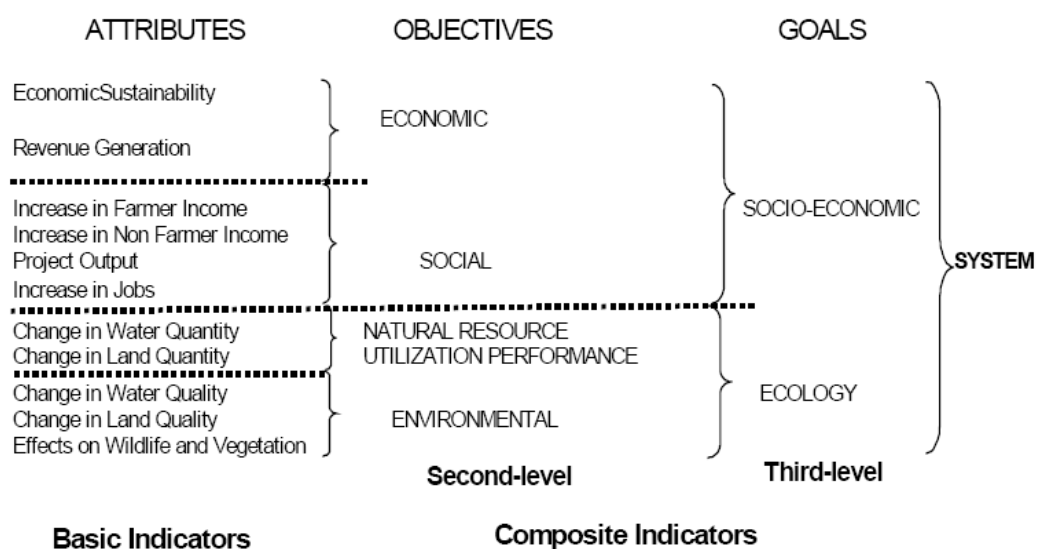 ATTRIBUTES OBJECTIVES GOALS
EconomicSustainability
ECONOMIC
Revenue Generation
Increase in Farmer Income
SOCIO-ECONOMIC
Increase in Non Farmer Income
Project Output
SOCIAL
SYSTEM
Increase in Jobs
Change in Water Quantity
NATURAL RESOURCE
Change in Land Quantity
UTILIZATION PERFORMANCE
Change in Water Quality
ECOLOGY
Change in Land Quality
ENVIRONMENTAL
Effects on Wildlife and Vegetation
Second-level
Third-level
Basic Indicators
Composite Indicators